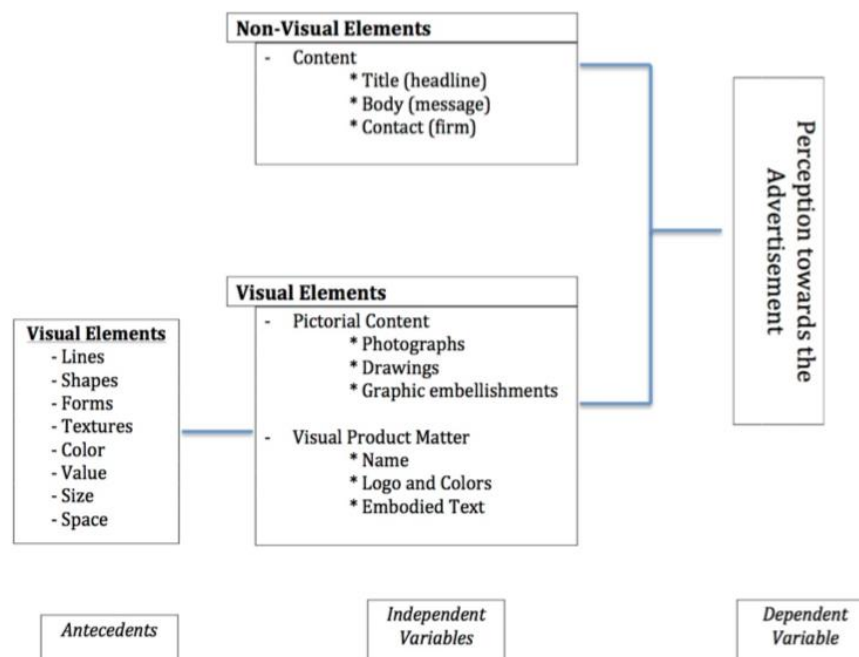 Non-Visual Elements
- Content
* Title (headline)
* Body (message)
* Contact (firm)
Perception towards the
Advertisement
Visual Elements
- Pictorial Content
* Photographs
* Drawings
* Graphic embellishments
- Visual Product Matter
* Name
* Logo and Colors
* Embodied Text
Visual Elements
- Lines
- Shapes
- Forms
- Textures
- Color
- Value
- Size
- Space
Antecedents
Independent
Variables
Dependent
Variable